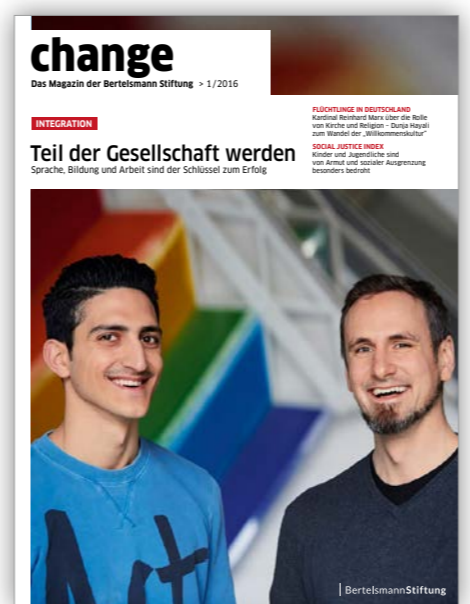 change
Das Magazin der Bertelsmann Stiftung > 1/2016
INTEGRATION
Teil der Gesellschaft werden
Sprache, Bildung und Arbeit sind der Schlüssel zum Erfolg
FLÜCHTLINGE IN DEUTSCHLAND
Kardinal Reinhard Marx über die Rolle
von Kirche und Religion – Dunja Hayali
zum Wandel der „Willkommenskultur“
SOCIAL JUSTICE INDEX
Kinder und Jugendliche sind
von Armut und sozialer Ausgrenzung
besonders bedroht
Act
| BertelsmannStiftung